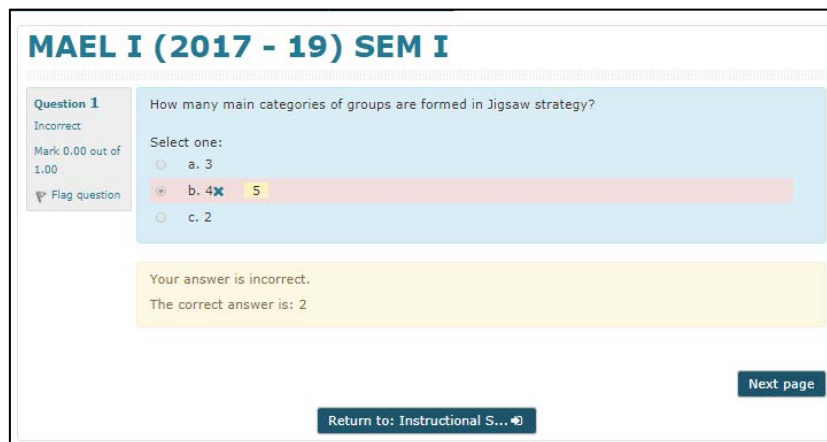 MAEL I (2017 - 19) SEM I
Question 1
Incorrect
Mark 0.00 out of
1.00
Flag question
How many main categories of groups are formed in Jigsaw strategy?
Select one:
a. 3
b. 4 5
c. 2
Your answer is incorrect.
The correct answer is: 2
Next page
Return to: Instructional S...